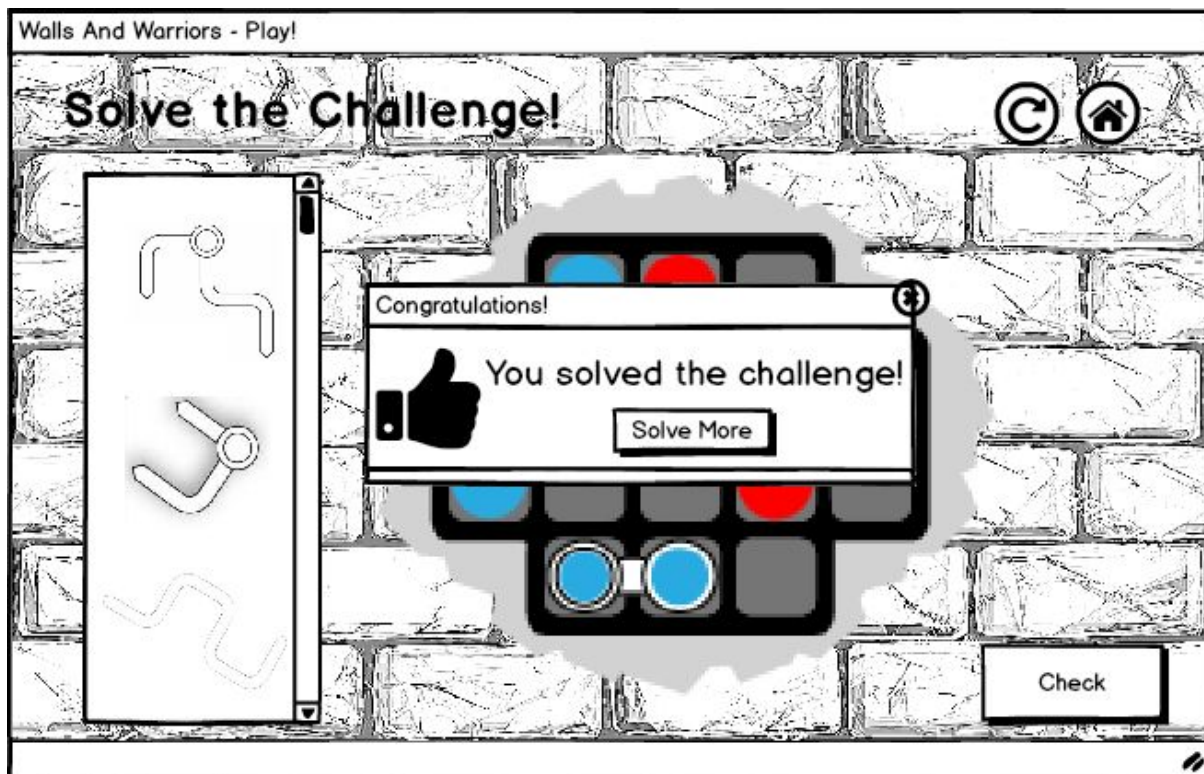 Walls And Warriors - Play!
Solve the Challenge!
Congratulations!
You solved the challenge!
Solve More
Check